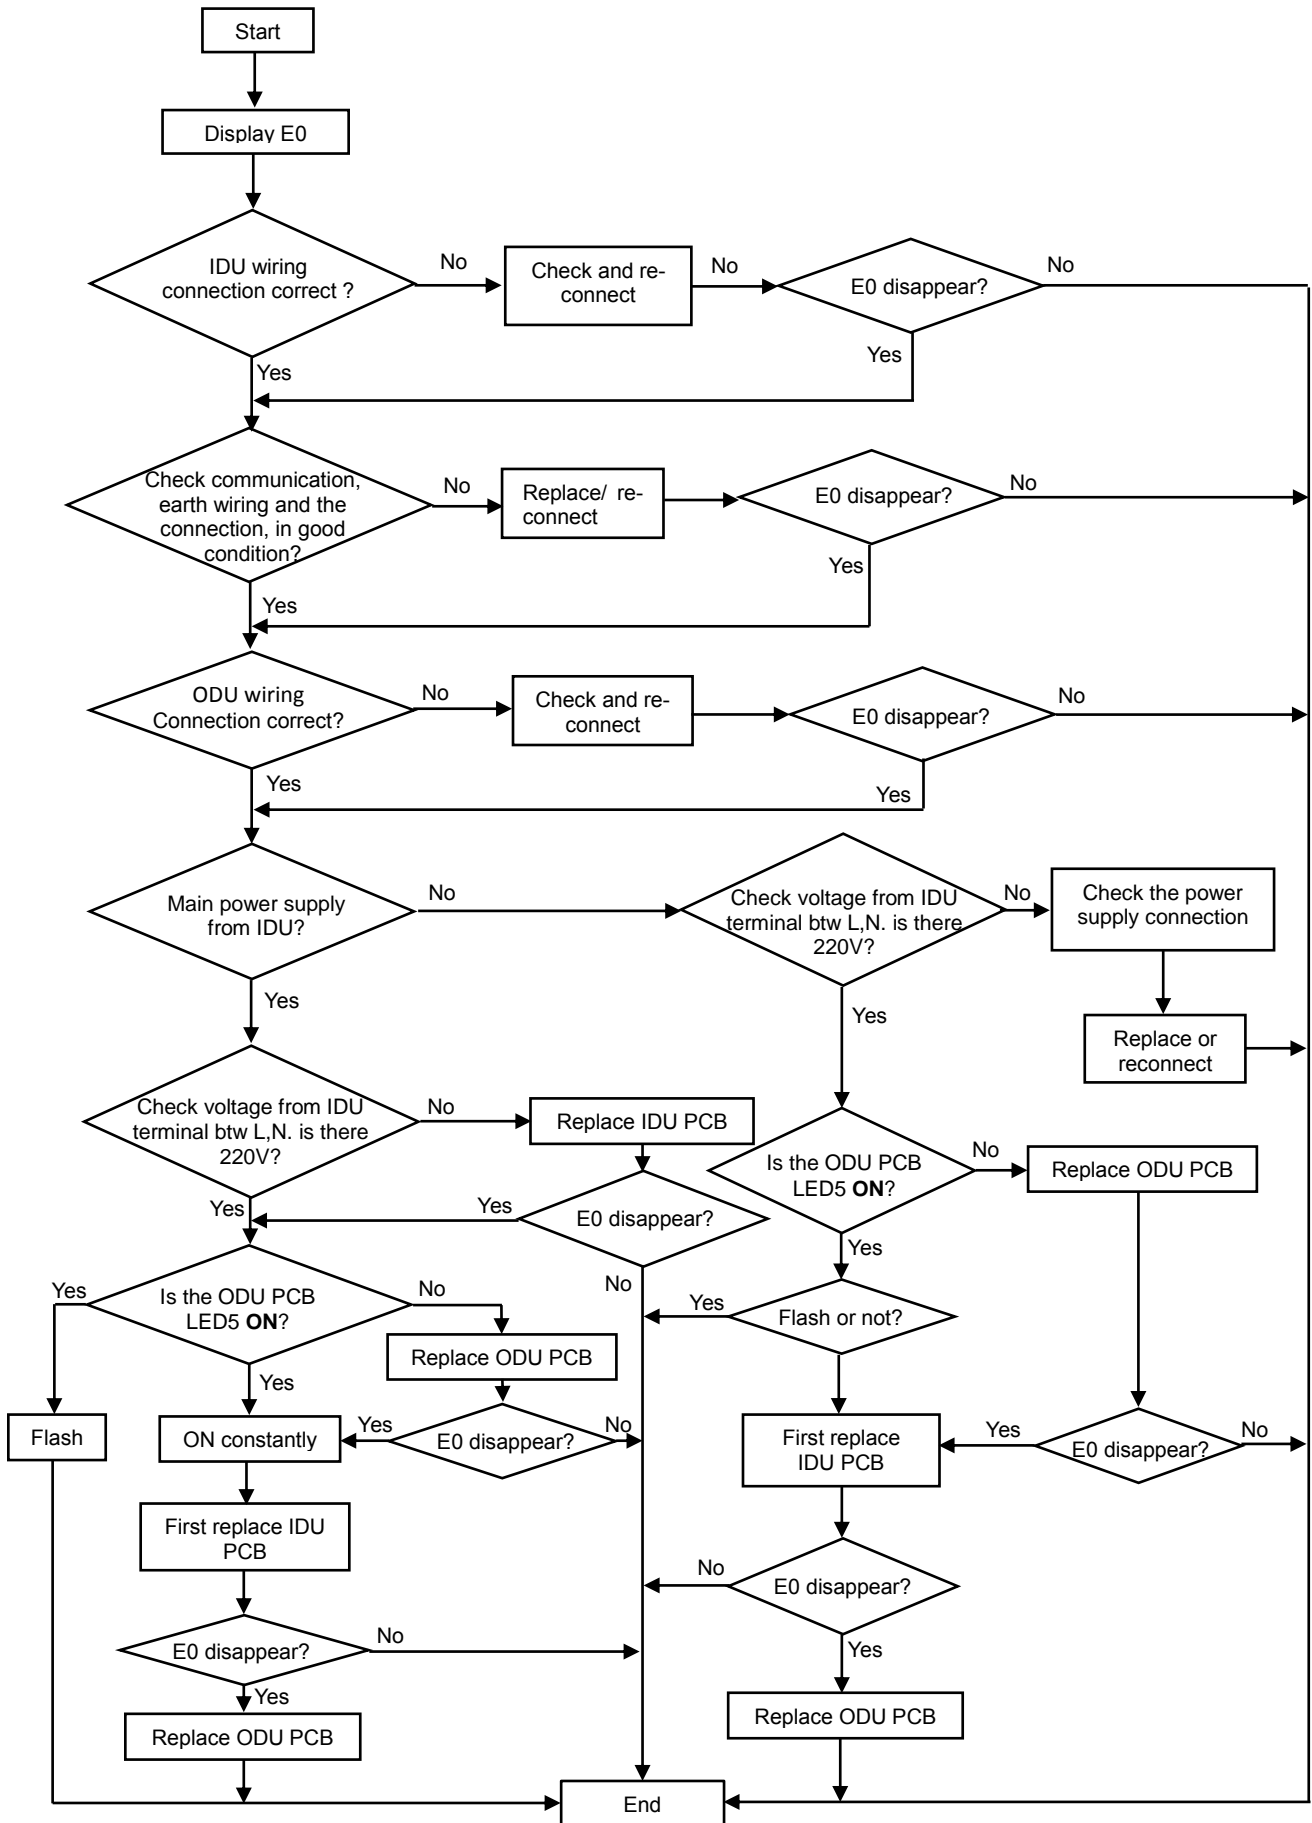 Start
Display E0
IDU wiring
connection correct ?
No
Check and re-
connect
No
E0 disappear?
No
Yes
Yes
Check communication,
earth wiring and the
connection, in good
condition?
No
Replace/ re-
connect
E0 disappear?
No
Yes
Yes
ODU wiring
Connection correct?
No
Check and re-
connect
E0 disappear?
No
Yes
Yes
Main power supply
from IDU?
No
Check voltage from IDU
terminal btw L,N. is there
220V?
No
Check the power
supply connection
Yes
Yes
Replace or
reconnect
Check voltage from IDU
terminal btw L,N. is there
220V?
No
Replace IDU PCB
Is the ODU PCB
LED5 ON?
No
Replace ODU PCB
Yes
Yes
E0 disappear?
Yes
No
Yes
Is the ODU PCB
LED5 ON?
No
Yes
Flash or not?
Replace ODU PCB
Yes
Flash
ON constantly
Yes
E0 disappear?
No
First replace
IDU PCB
Yes
E0 disappear?
No
First replace IDU
PCB
No
E0 disappear?
E0 disappear?
No
Yes
Yes
Replace ODU PCB
Replace ODU PCB
End